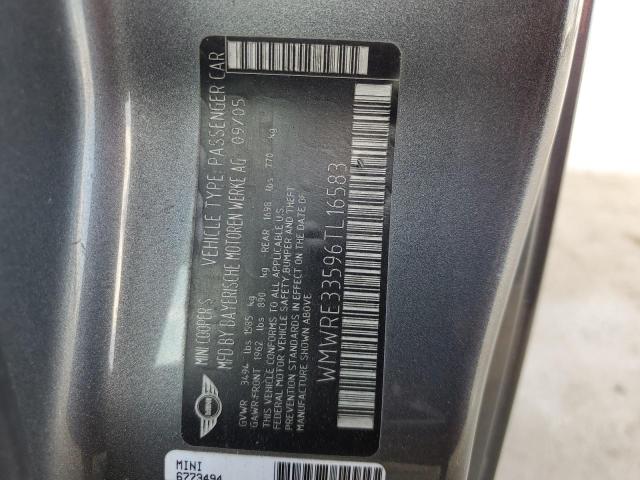 MINI COOPER S VEHICLE TYPE: PASSENGER CAR
MFD BY BAYERISCHE MOTOREN WERKE AG 09/05
GVWR 3494 lbs 1585 kg
GAWR:FRONT 1962 lbs 890 kg REAR 1698 lbs 770 kg
THIS VEHICLE CONFORMS TO ALL APPLICABLE U.S.
FEDERAL MOTOR VEHICLE SAFETY,BUMPER AND THEFT
PREVENTION STANDARDS IN EFFECT ON THE DATE OF
MANUFACTURE SHOWN ABOVE.
WMWRE33596TL16583
MINI
6773494